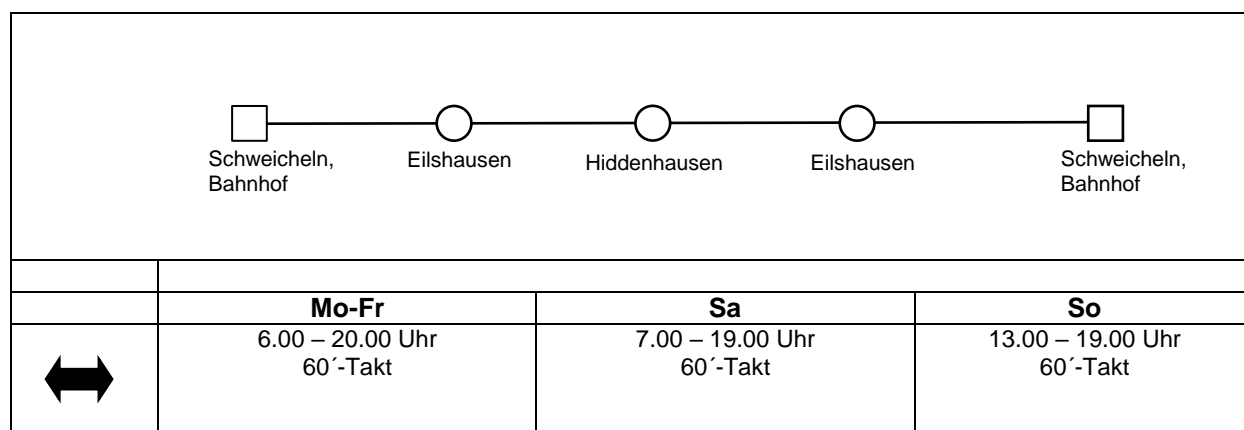 Schweicheln,
Bahnhof
Eilshausen
Hiddenhausen
Eilshausen
Schweicheln,
Bahnhof
Mo-Fr
Sa
So
6.00 – 20.00 Uhr
60´-Takt
7.00 – 19.00 Uhr
60´-Takt
13.00 – 19.00 Uhr
60´-Takt